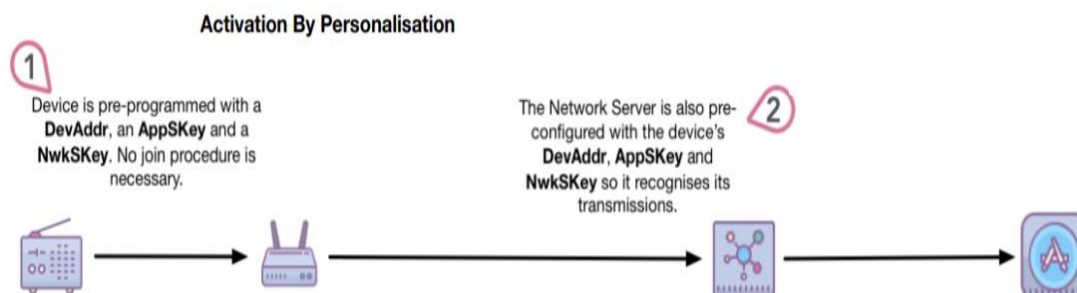 Activation By Personalisation
1
Device is pre-programmed with a
DevAddr, an AppSKey and a
NwkSKey. No join procedure is
necessary.
The Network Server is also pre-
configured with the device's
DevAddr, AppSKey and
NwkSKey so it recognises its
transmissions.
2